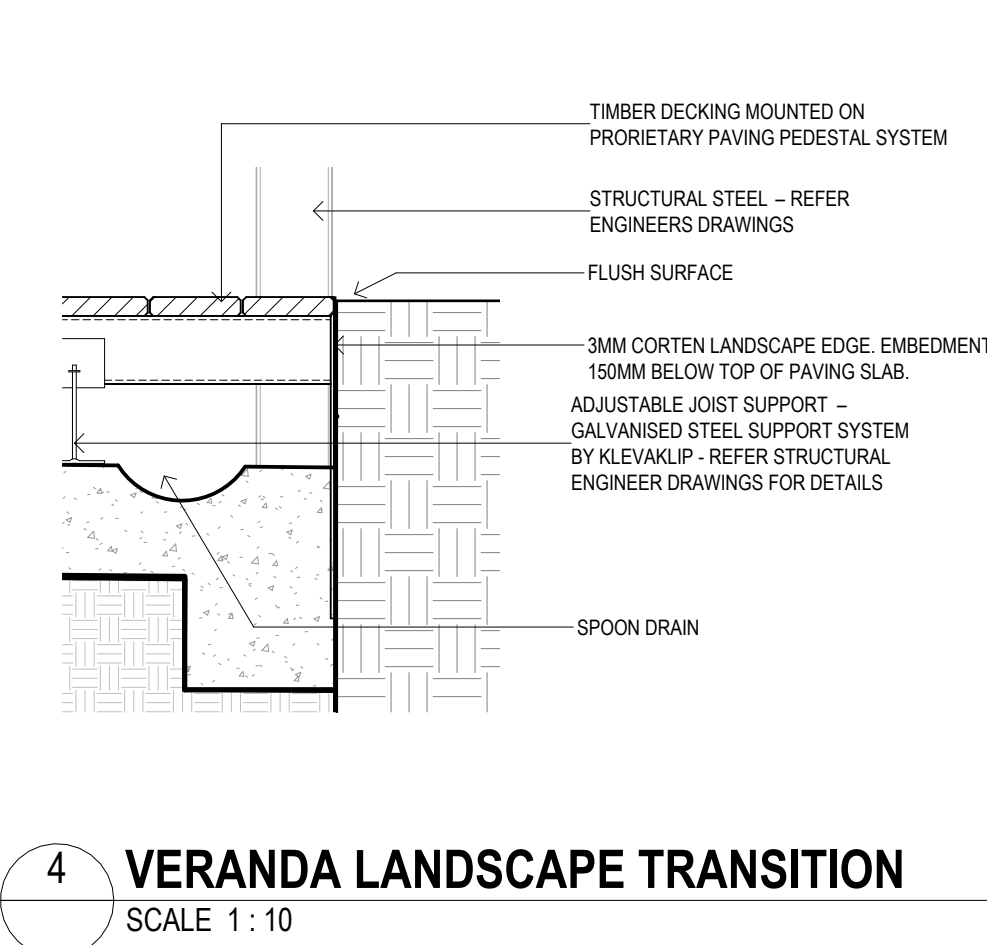 TIMBER DECKING MOUNTED ON
PRORIETARY PAVING PEDESTAL SYSTEM
STRUCTURAL STEEL – REFER
ENGINEERS DRAWINGS
FLUSH SURFACE
3MM CORTEN LANDSCAPE EDGE. EMBEDMENT
150MM BELOW TOP OF PAVING SLAB.
ADJUSTABLE JOIST SUPPORT –
GALVANISED STEEL SUPPORT SYSTEM
BY KLEVAKLIP - REFER STRUCTURAL
ENGINEER DRAWINGS FOR DETAILS
SPOON DRAIN
4 VERANDA LANDSCAPE TRANSITION
SCALE 1 : 10